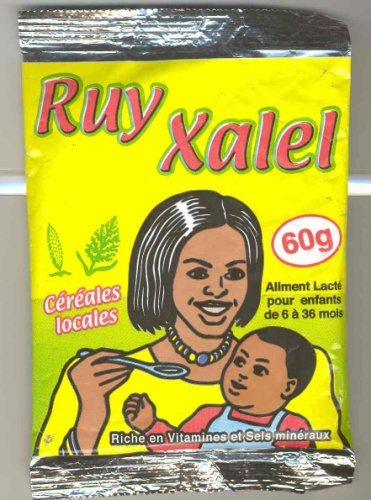 Ruy
Xalel
60g
Céréales
locales
Aliment Lacté
pour enfants
de 6 à 36 mois
Riche en Vitamines et Sels minéraux